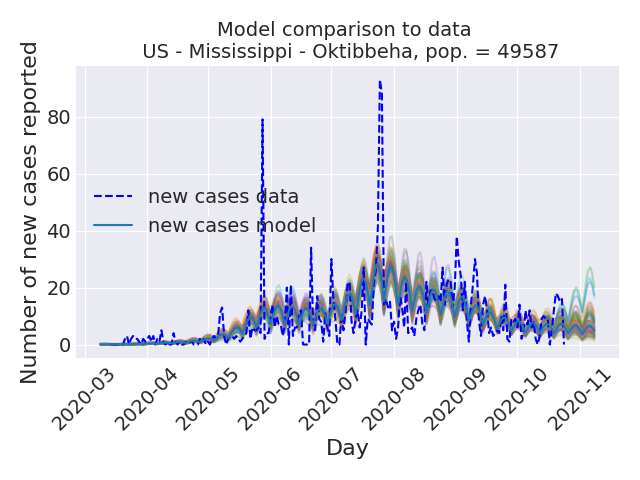 Model comparison to data
US - Mississippi - Oktibbeha, pop. = 49587
Number of new cases reported
80
60
40
20
0
new cases data
new cases model
2020-03
2020-04
2020-05
2020-06
2020-07
2020-08
2020-09
2020-10
2020-11
Day